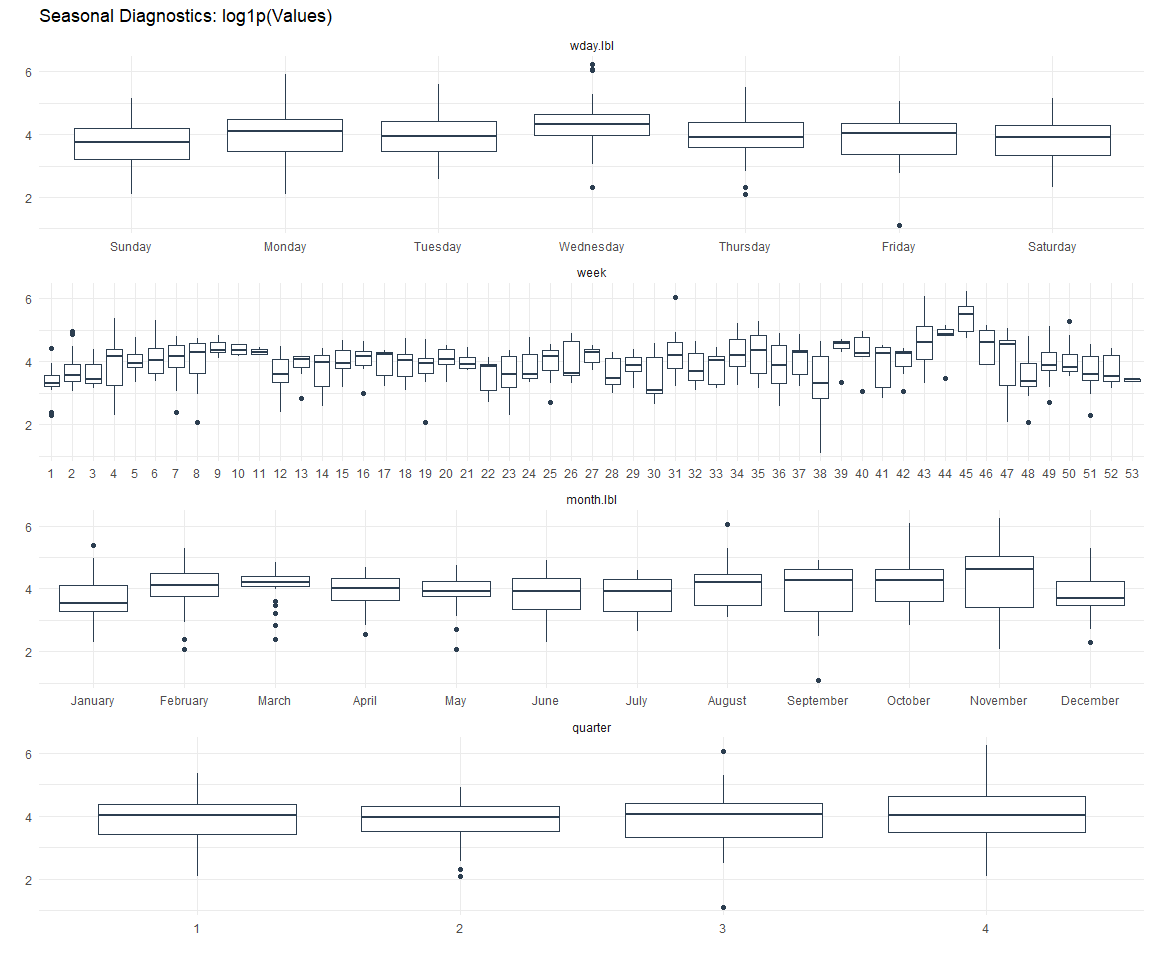 Seasonal Diagnostics: log1p(Values)
wday.lbl
6
4
2
Sunday Monday Tuesday Wednesday Thursday Friday Saturday
week
6
4
2
1 2 3 4 5 6 7 8 9 10 11 12 13 14 15 16 17 18 19 20 21 22 23 24 25 26 27 28 29 30 31 32 33 34 35 36 37 38 39 40 41 42 43 44 45 46 47 48 49 50 51 52 53
month.lbl
6
4
2
January February March April May June July August September October November December
quarter
6
4
2
1 2 3 4